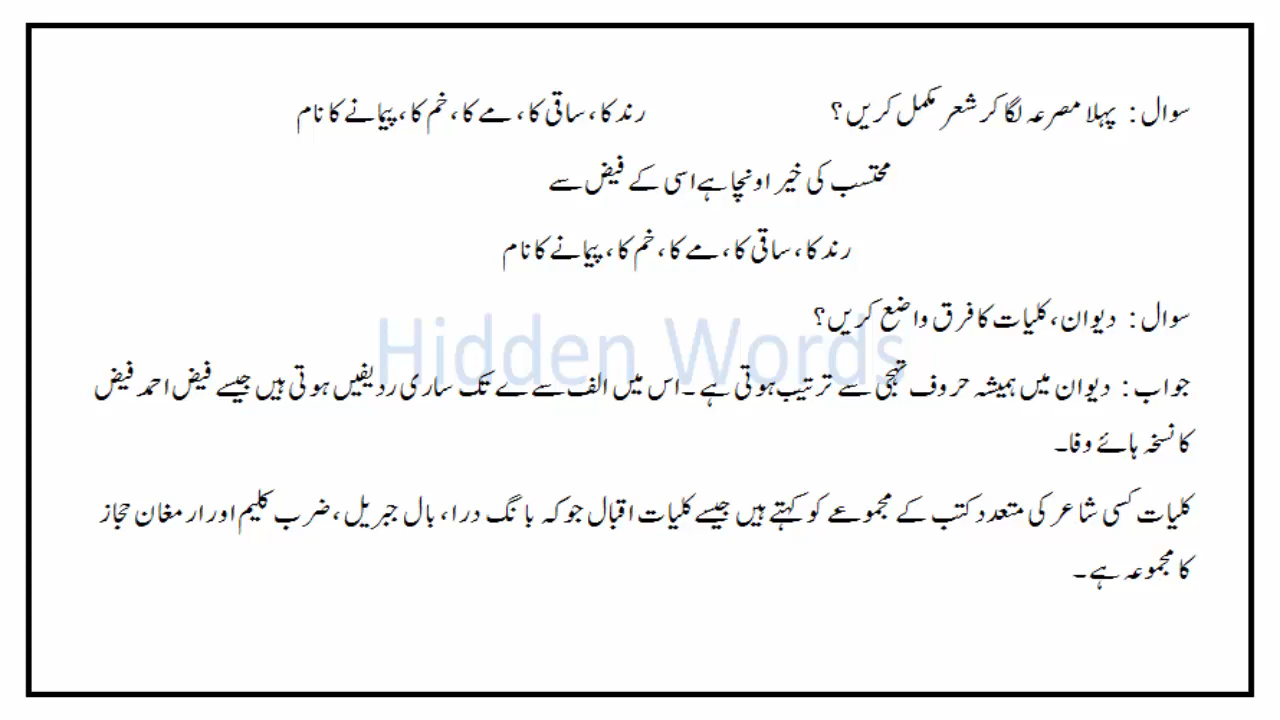 سوال : پہلا مصرعہ لگا کر شعر مکمل کریں ؟ رند کا، ساقی کا، مے کا، خم کا، پیمانے کا نام
محتسب کی خیر اونچا ہے اسی کے فیض سے
رند کا، ساقی کا، مے کا، خم کا، پیمانے کا نام
سوال : دیوان، کلیات کا فرق واضح کریں؟
Hidden Words
جواب : دیوان میں ہمیشہ حروف تہجی سے ترتیب ہوتی ہے ۔ اس میں الف سے ے تک ساری ردیفیں ہوتی ہیں جیسے فیض احمد فیض
کا نسخہ ہائے وفا۔
کلیات کسی شاعر کی متعدد کتب کے مجموعے کو کہتے ہیں جیسے کلیات اقبال جو کہ بانگ درا، بال جبریل ، ضرب کلیم اور ارمغان حجاز
کا مجموعہ ہے ۔